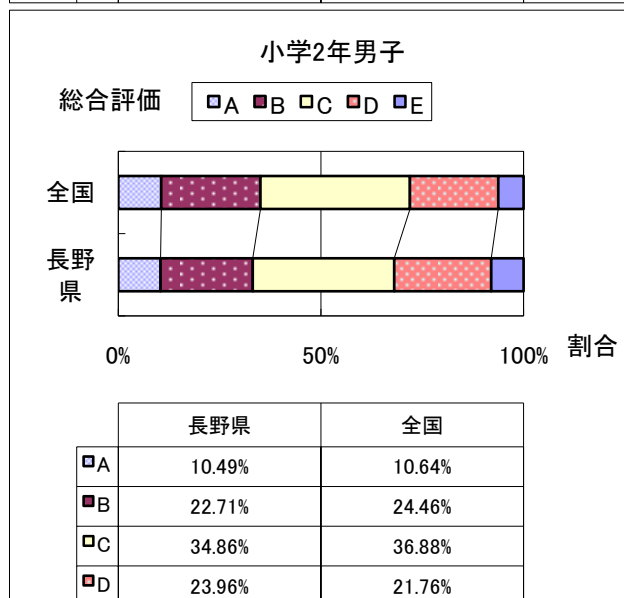 小学2年男子
総合評価 A B C D E
全国
長野
県
0% 50% 100% 割合
長野県 全国
A 10.49% 10.64%
B 22.71% 24.46%
C 34.86% 36.88%
D 23.96% 21.76%